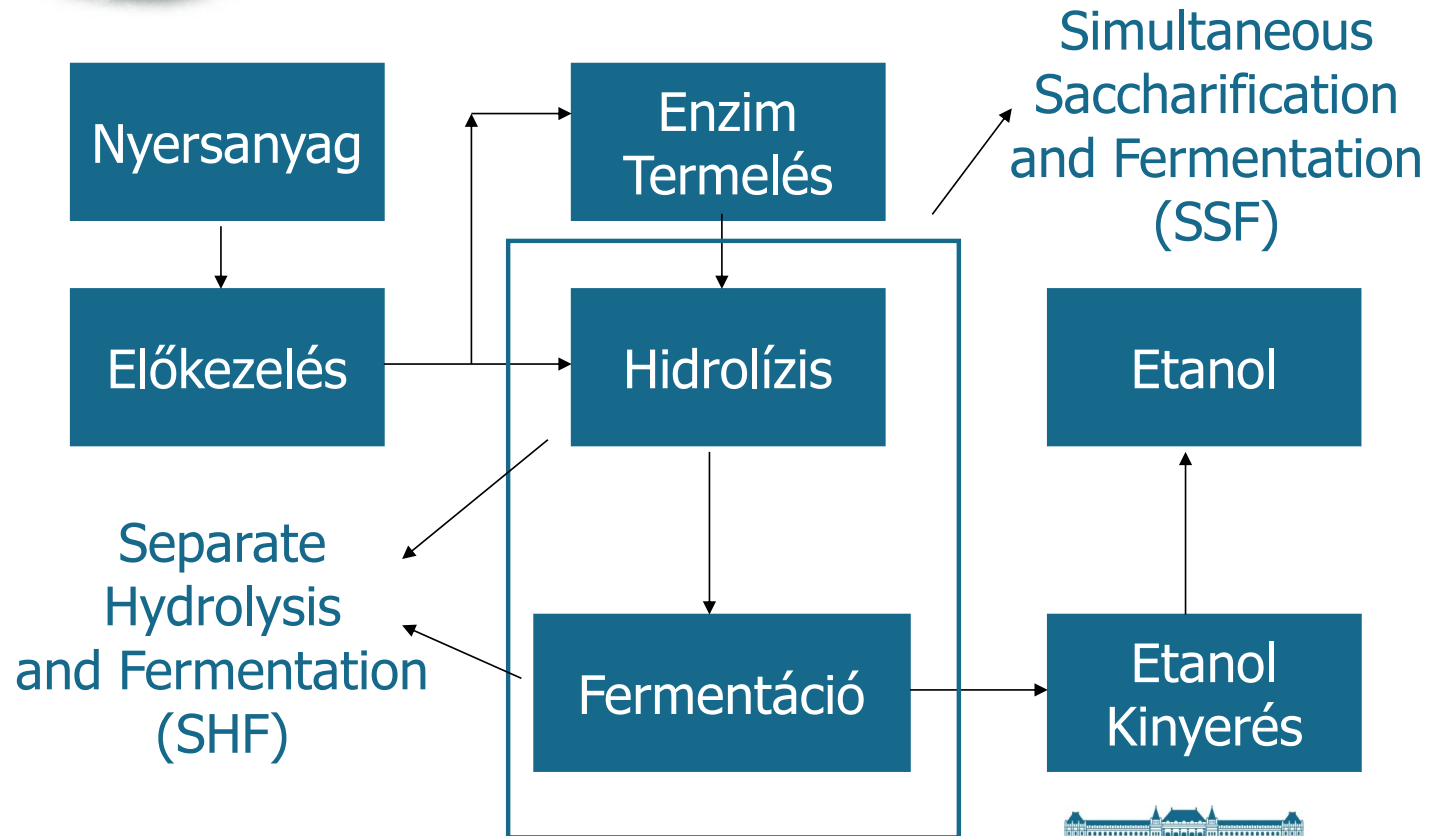 Simultaneous
Saccharification
and Fermentation
(SSF)
Nyersanyag
Enzim
Termelés
Előkezelés
Hidrolízis
Etanol
Separate
Hydrolysis
and Fermentation
(SHF)
Fermentáció
Etanol
Kinyerés